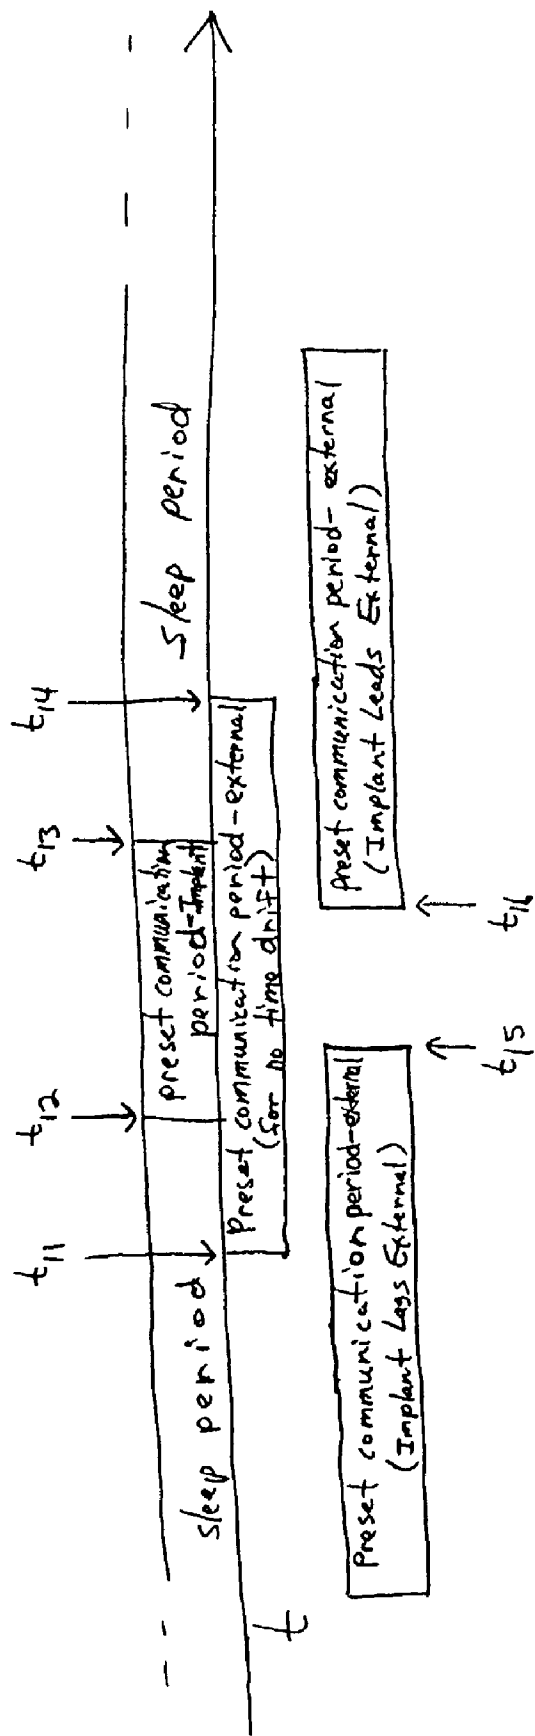 t11
t12
t13
t14
sleep period
preset communication
period-Implant
sleep period
Preset communication period-external
(for no time drift)
t
Preset communication period-external
(Implant Lags External)
preset communication period-external
(Implant Leads External)
t15
t16